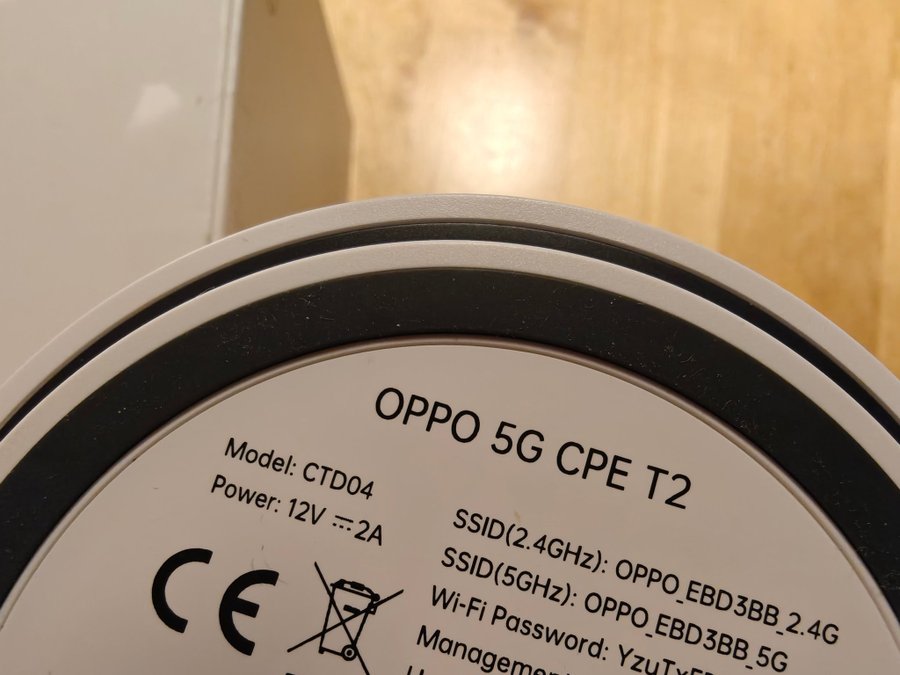 OPPO 5G CPE T2
Model: CTD04
Power: 12V ⎓ 2A
SSID(2.4GHz): OPPO_EBD3BB_2.4G
SSID(5GHz): OPPO_EBD3BB_5G
Wi-Fi Password:
CE